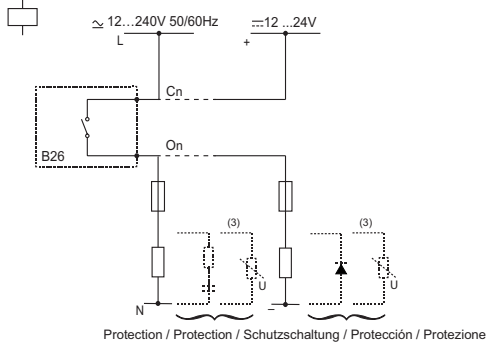 ≃ 12...240V 50/60Hz
⎓12 ...24V
L
+
Cn
B26
On
(3)
(3)
U
U
N
–
Protection / Protection / Schutzschaltung / Protección / Protezione